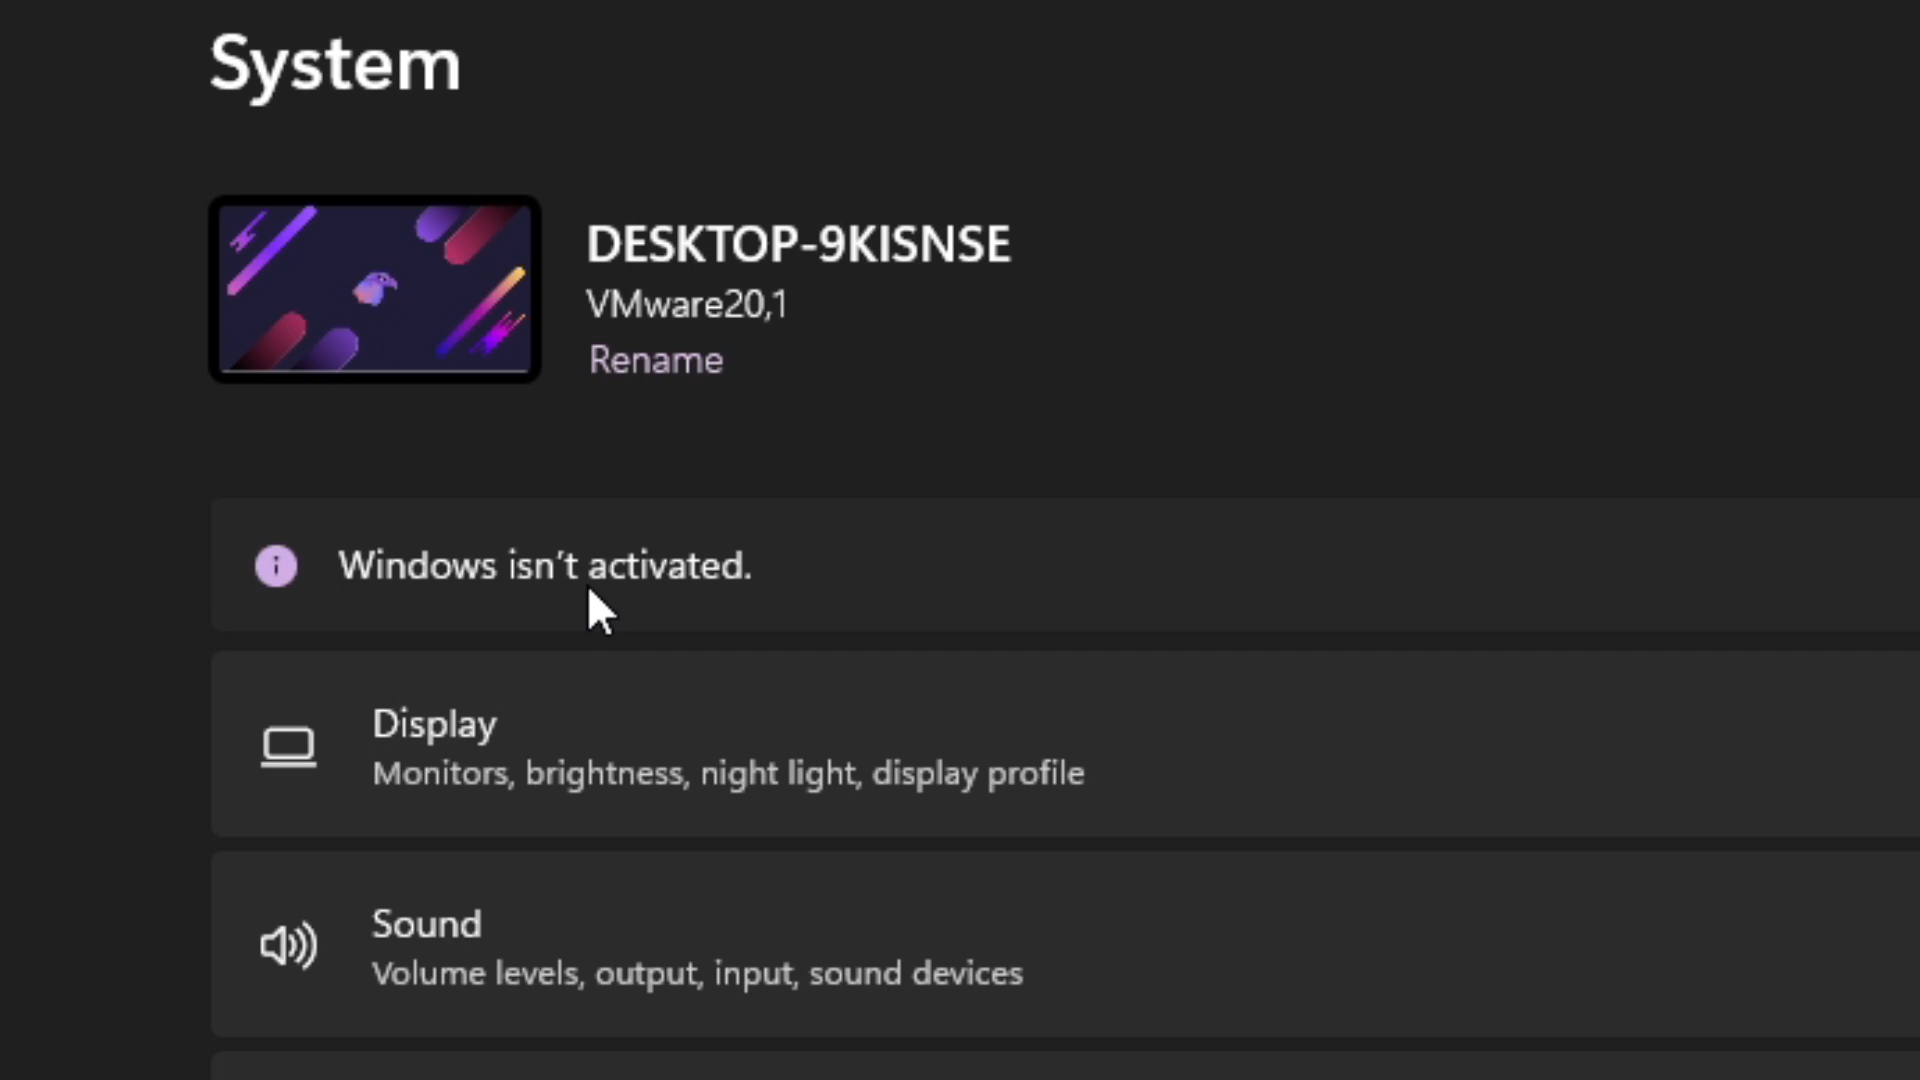 System
DESKTOP-9KISNSE
VMware20,1
Rename
Windows isn't activated.
Display
Monitors, brightness, night light, display profile
Sound
Volume levels, output, input, sound devices